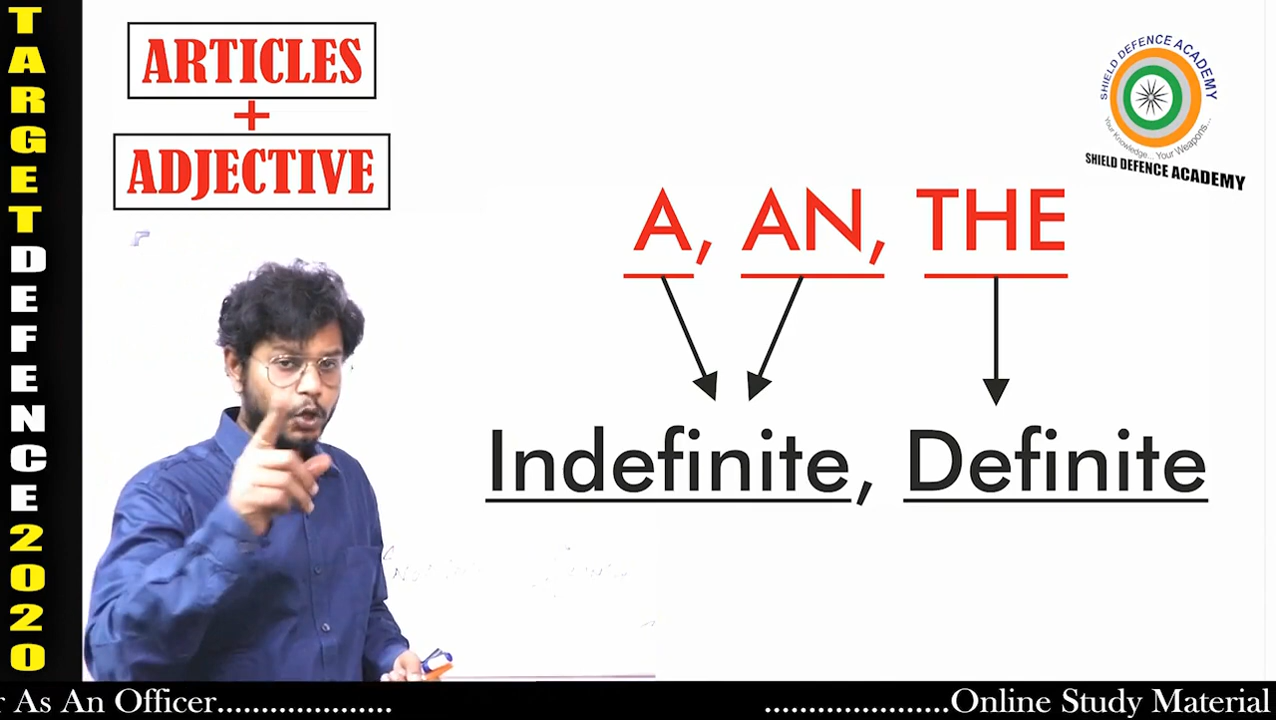 TARGET DEFENCE 2020
ARTICLES
+
ADJECTIVE
SHIELD DEFENCE ACADEMY
Your Knowledge... Your Weapons...
SHIELD DEFENCE ACADEMY
A, AN, THE
Indefinite, Definite
r As An Officer....................
.....................Online Study Material